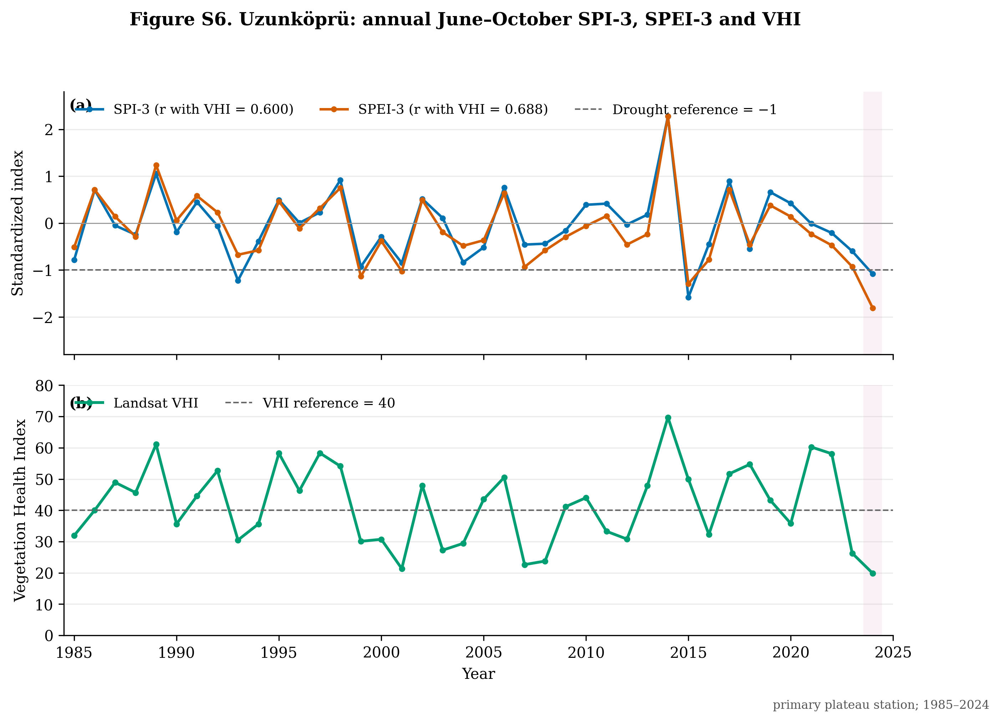 Figure S6. Uzunköprü: annual June–October SPI-3, SPEI-3 and VHI
(a)
SPI-3 (r with VHI = 0.600)
SPEI-3 (r with VHI = 0.688)
Drought reference = −1
Standardized index
2
1
0
−1
−2
(b)
Landsat VHI
VHI reference = 40
Vegetation Health Index
80
70
60
50
40
30
20
10
0
1985 1990 1995 2000 2005 2010 2015 2020 2025
Year
primary plateau station; 1985–2024